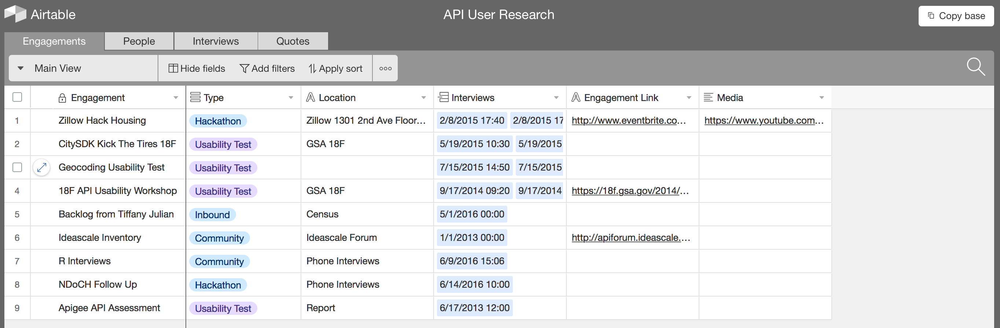 Airtable
API User Research
Copy base
Engagements People Interviews Quotes
Main View Hide fields Add filters Apply sort
Engagement Type Location Interviews Engagement Link Media
1 Zillow Hack Housing Hackathon Zillow 1301 2nd Ave Floor... 2/8/2015 17:40 2/8/2015 17 http://www.eventbrite.co... https://www.youtube.com...
2 CitySDK Kick The Tires 18F Usability Test GSA 18F 5/19/2015 10:30 5/19/2015
Geocoding Usability Test Usability Test 7/15/2015 14:50 7/15/2015
4 18F API Usability Workshop Usability Test GSA 18F 9/17/2014 09:20 9/17/2014 https://18f.gsa.gov/2014/...
5 Backlog from Tiffany Julian Inbound Census 5/1/2016 00:00
6 Ideascale Inventory Community Ideascale Forum 1/1/2013 00:00 http://apiforum.ideascale....
7 R Interviews Community Phone Interviews 6/9/2016 15:06
8 NDoCH Follow Up Hackathon Phone Interviews 6/14/2016 10:00
9 Apigee API Assessment Usability Test Report 6/17/2013 12:00